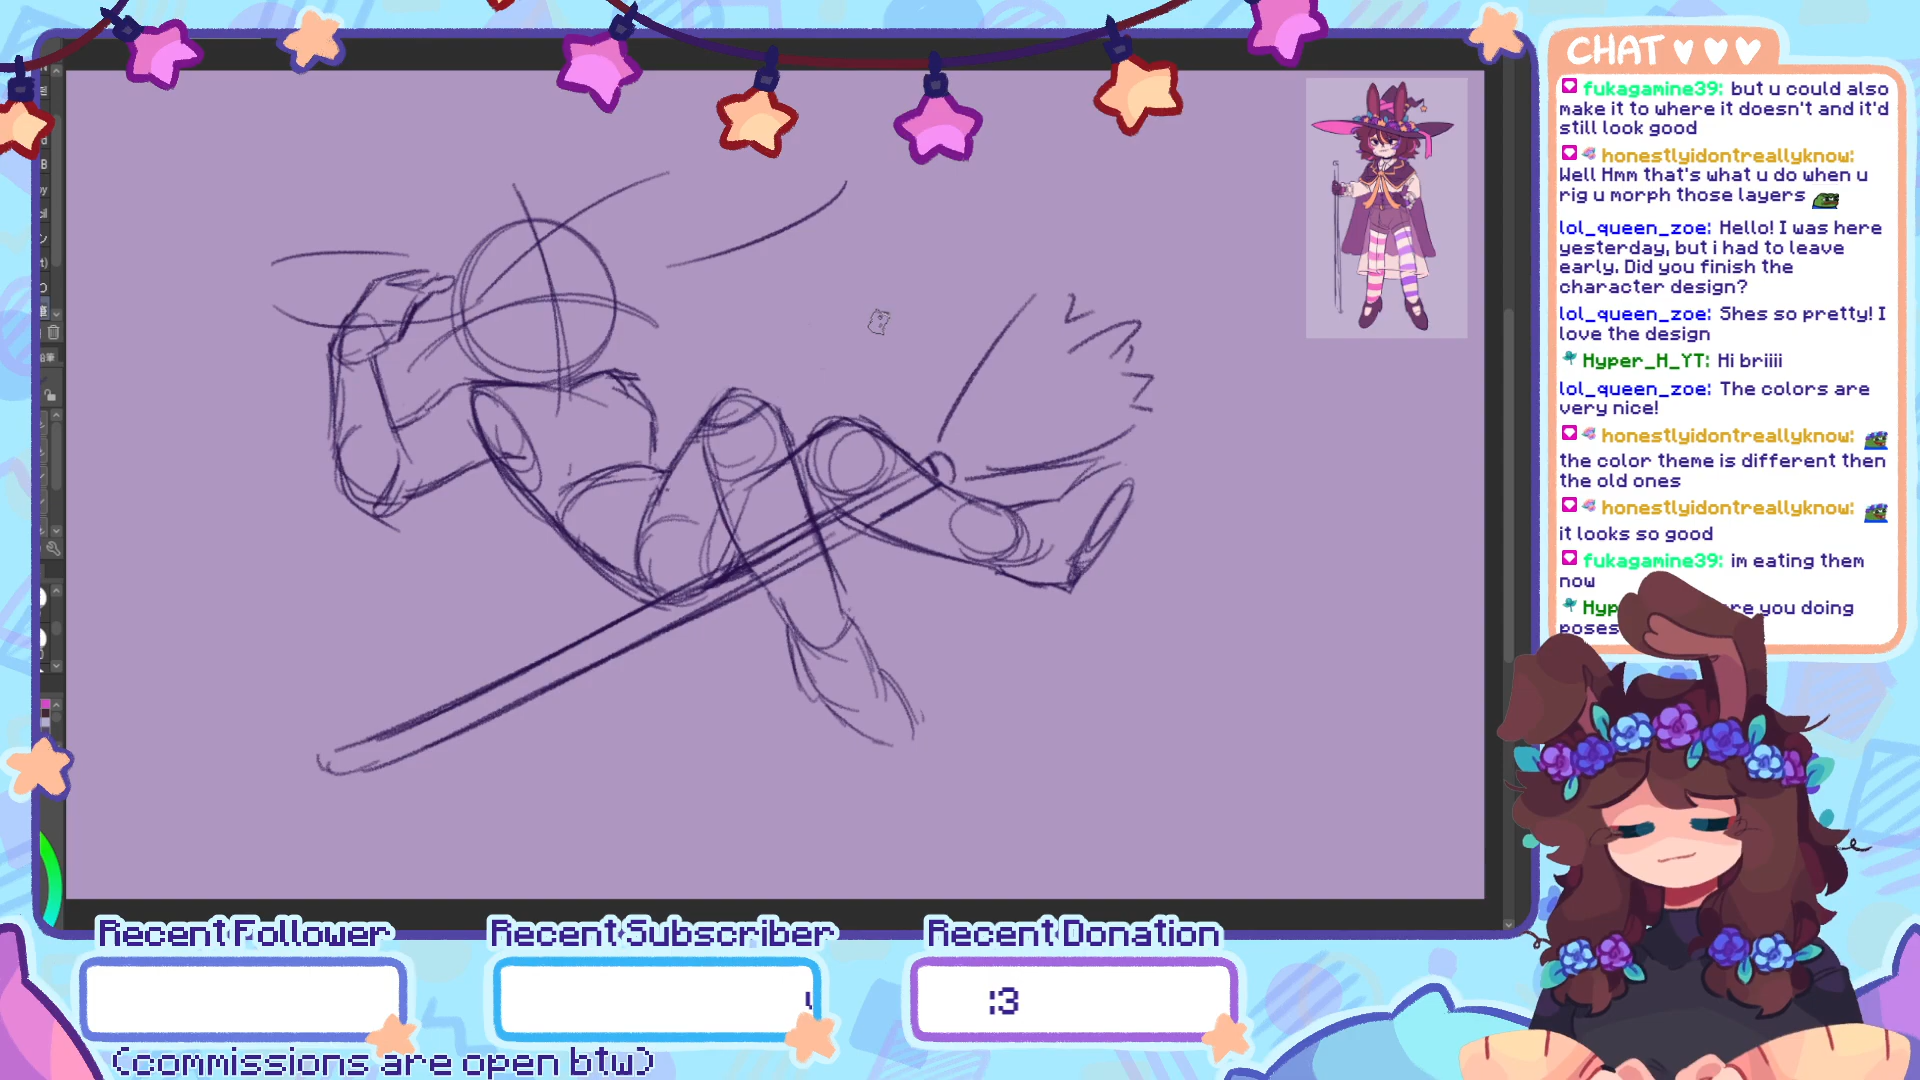 CHAT
fukagamine39: but u could also
make it to where it doesn't and it'd
still look good
honestlyidontreallyknow:
Well Hmm that's what u do when u
rig u morph those layers
lol_queen_zoe: Hello! I was here
yesterday, but i had to leave
early. Did you finish the
character design?
lol_queen_zoe: Shes so pretty! I
love the design
Hyper_H_YT: Hi briiii
lol_queen_zoe: The colors are
very nice!
honestlyidontreallyknow:
the color theme is different then
the old ones
honestlyidontreallyknow:
it looks so good
fukagamine39: im eating them
now
you doing
poses
Recent Follower
Recent Subscriber
Recent Donation
:3
(commissions are open btw)